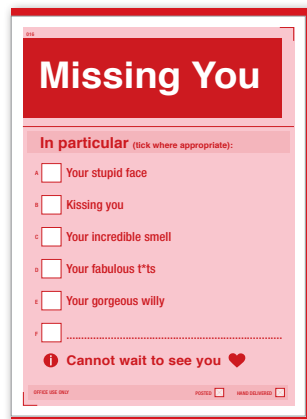 016
Missing You
In particular (tick where appropriate):
A Your stupid face
B Kissing you
C Your incredible smell
D Your fabulous t*ts
E Your gorgeous willy
F ................................................................
i Cannot wait to see you
OFFICE USE ONLY POSTED HAND DELIVERED